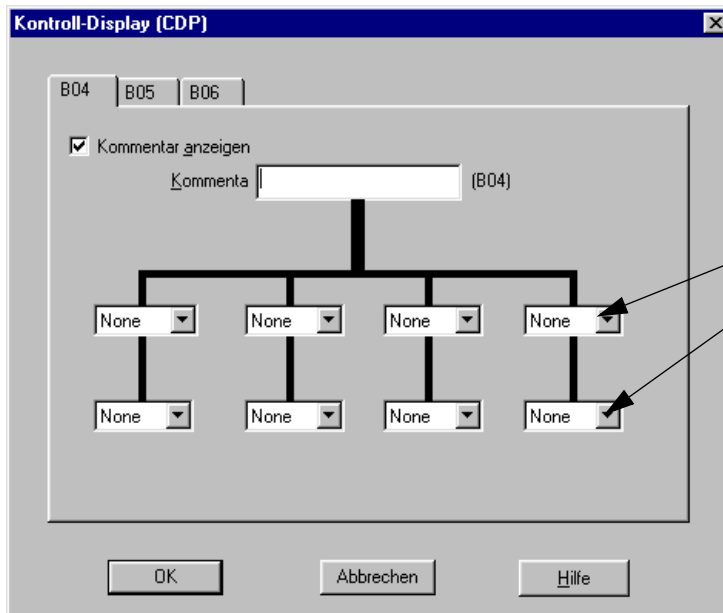 Kontroll-Display (CDP)
B04 B05 B06
Kommentar anzeigen
Kommenta (B04)
None None None None
None None None None
OK Abbrechen Hilfe